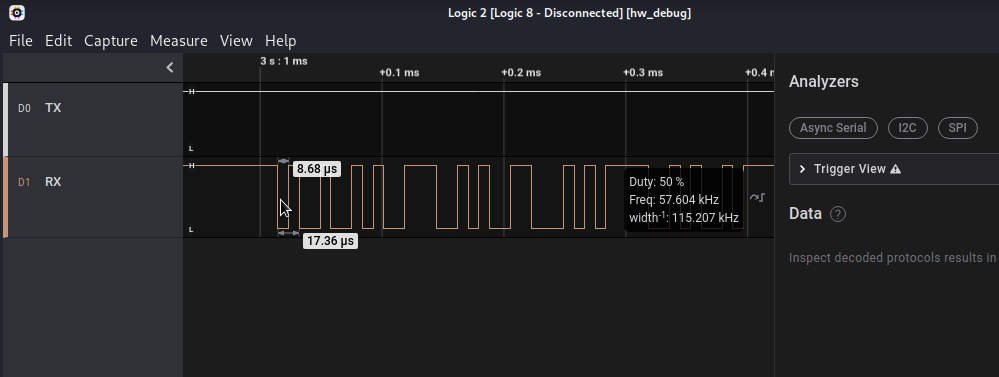 Logic 2 [Logic 8 - Disconnected] [hw_debug]
File Edit Capture Measure View Help
3 s : 1 ms
+0.1 ms +0.2 ms +0.3 ms +0.4 m
Analyzers
Async Serial I2C SPI
Trigger View
Data
Inspect decoded protocols results in
D0 TX
H
L
D1 RX
H
L
8.68 µs
17.36 µs
Duty: 50 %
Freq: 57.604 kHz
width⁻¹: 115.207 kHz